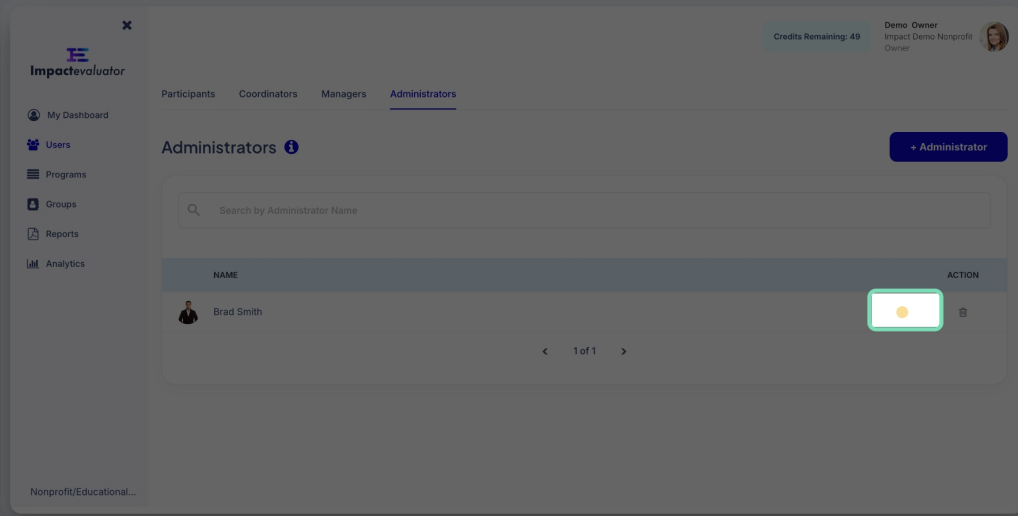 Credits Remaining: 49
Demo Owner
Impact Demo Nonprofit
Owner
Impactevaluator
Participants
Coordinators
Managers
Administrators
My Dashboard
Users
Programs
Groups
Reports
Analytics
Administrators
+ Administrator
Search by Administrator Name
NAME
ACTION
Brad Smith
1 of 1
Nonprofit/Educational...